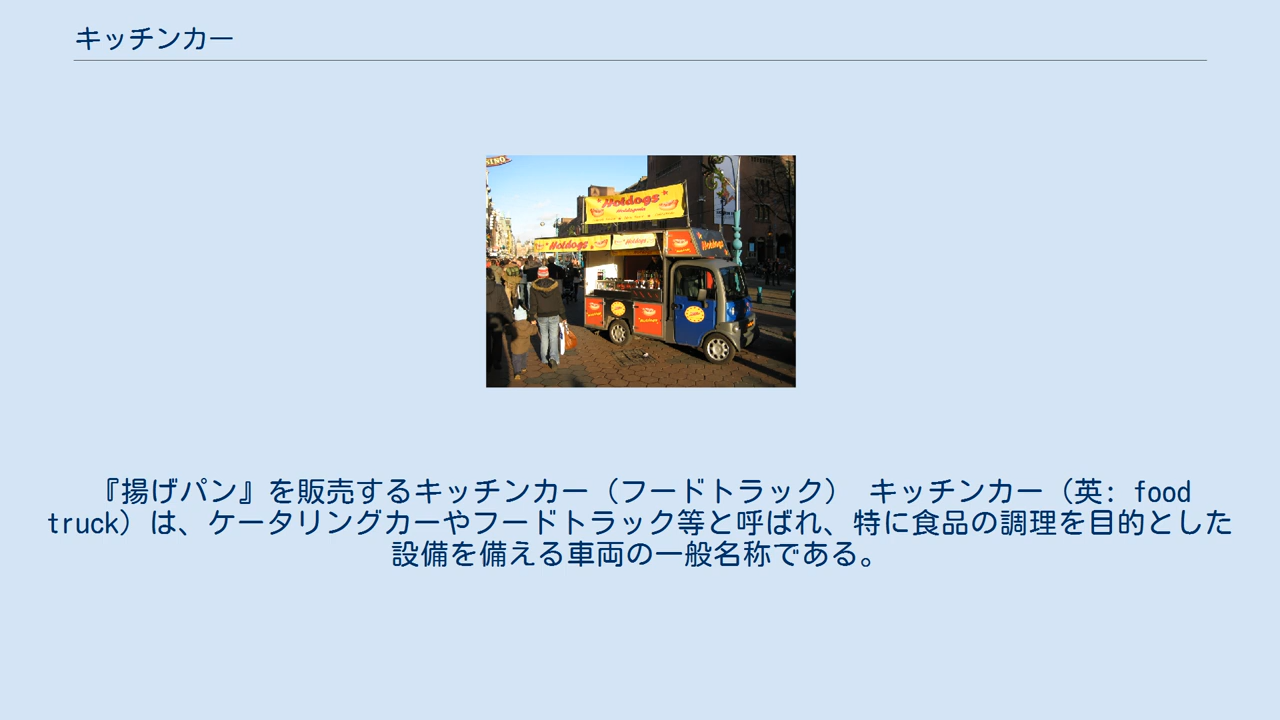 キッチンカー
Hotdogs
Hotdogs
Hotdogs
Hotdogs
『揚げパン』を販売するキッチンカー（フードトラック） キッチンカー（英: food
truck）は、ケータリングカーやフードトラック等と呼ばれ、特に食品の調理を目的とした
設備を備える車両の一般名称である。